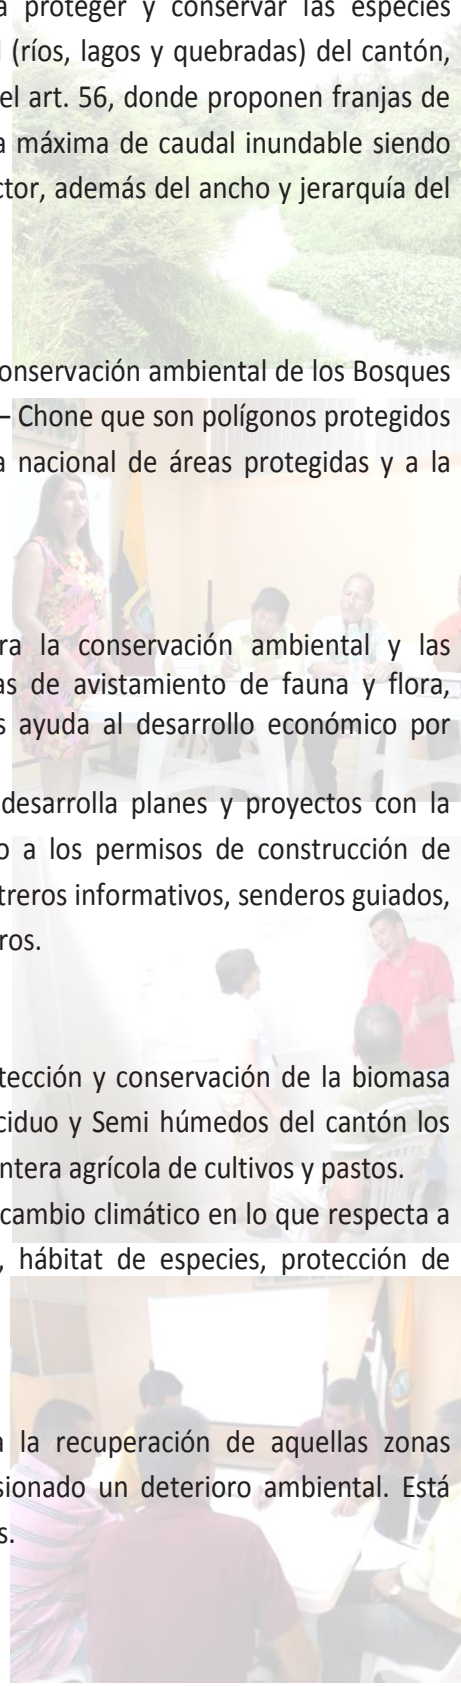 a proteger y conservar las especies
(ríos, lagos y quebradas) del cantón,
el art. 56, donde proponen franjas de
a máxima de caudal inundable siendo
ctor, además del ancho y jerarquía del
onservación ambiental de los Bosques
– Chone que son polígonos protegidos
a nacional de áreas protegidas y a la
ra la conservación ambiental y las
as de avistamiento de fauna y flora,
s ayuda al desarrollo económico por
desarrolla planes y proyectos con la
o a los permisos de construcción de
treros informativos, senderos guiados,
ros.
tección y conservación de la biomasa
ciduo y Semi húmedos del cantón los
ntera agrícola de cultivos y pastos.
cambio climático en lo que respecta a
, hábitat de especies, protección de
a la recuperación de aquellas zonas
sionado un deterioro ambiental. Está
s.